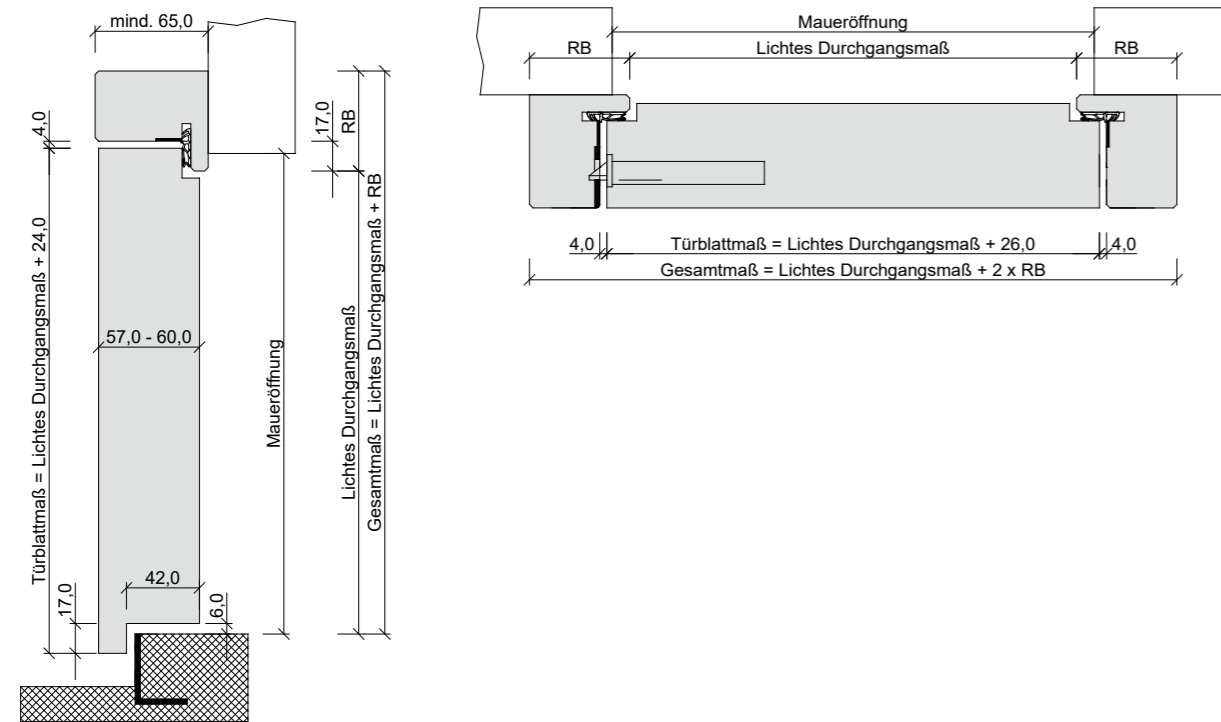 mind. 65,0
4,0
17,0
RB
Türblattmaß = Lichtes Durchgangsmaß + 24,0
57,0 - 60,0
Maueröffnung
Lichtes Durchgangsmaß
Gesamtmaß = Lichtes Durchgangsmaß + RB
42,0
17,0
6,0
Maueröffnung
RB
Lichtes Durchgangsmaß
RB
4,0
Türblattmaß = Lichtes Durchgangsmaß + 26,0
4,0
Gesamtmaß = Lichtes Durchgangsmaß + 2 x RB